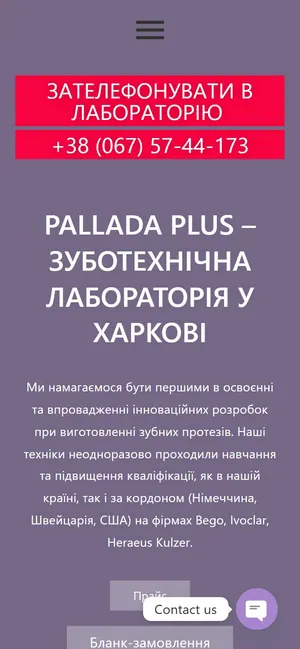 ЗАТЕЛЕФОНУВАТИ В
ЛАБОРАТОРІЮ
+38 (067) 57-44-173
PALLADA PLUS –
ЗУБОТЕХНІЧНА
ЛАБОРАТОРІЯ У
ХАРКОВІ
Ми намагаємося бути першими в освоєнні
та впровадженні інноваційних розробок
при виготовленні зубних протезів. Наші
техніки неодноразово проходили навчання
та підвищення кваліфікації, як в нашій
країні, так і за кордоном (Німеччина,
Швейцарія, США) на фірмах Bego, Ivoclar,
Heraeus Kulzer.
Прайс
Contact us
Бланк-замовлення